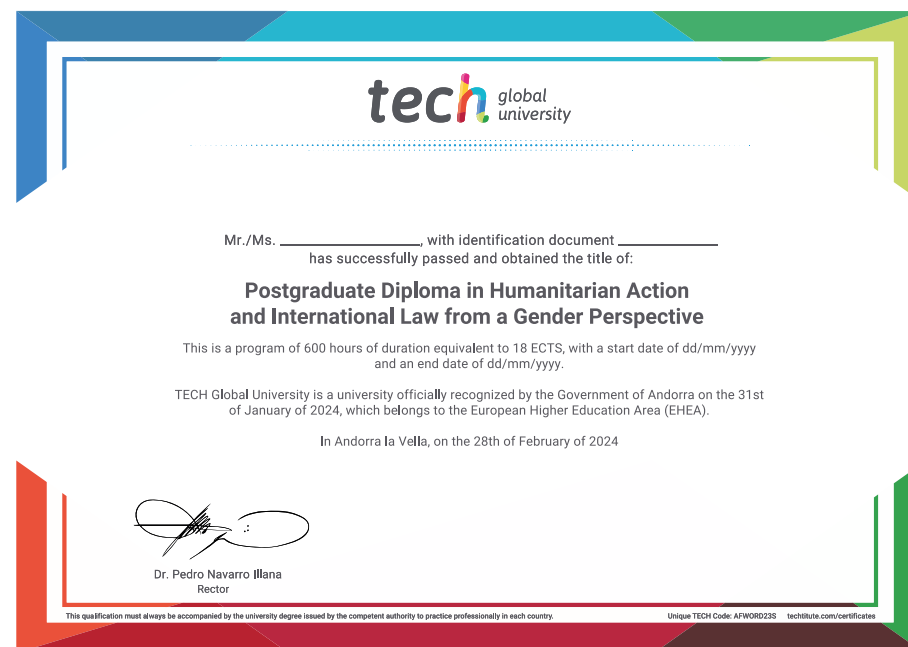 tech global university
Mr./Ms. ____________________, with identification document ______________
has successfully passed and obtained the title of:
Postgraduate Diploma in Humanitarian Action
and International Law from a Gender Perspective
This is a program of 600 hours of duration equivalent to 18 ECTS, with a start date of dd/mm/yyyy
and an end date of dd/mm/yyyy.
TECH Global University is a university officially recognized by the Government of Andorra on the 31st
of January of 2024, which belongs to the European Higher Education Area (EHEA).
In Andorra la Vella, on the 28th of February of 2024
Dr. Pedro Navarro Illana
Rector
This qualification must always be accompanied by the university degree issued by the competent authority to practice professionally in each country.
Unique TECH Code: AFWORD23S techtitute.com/certificates